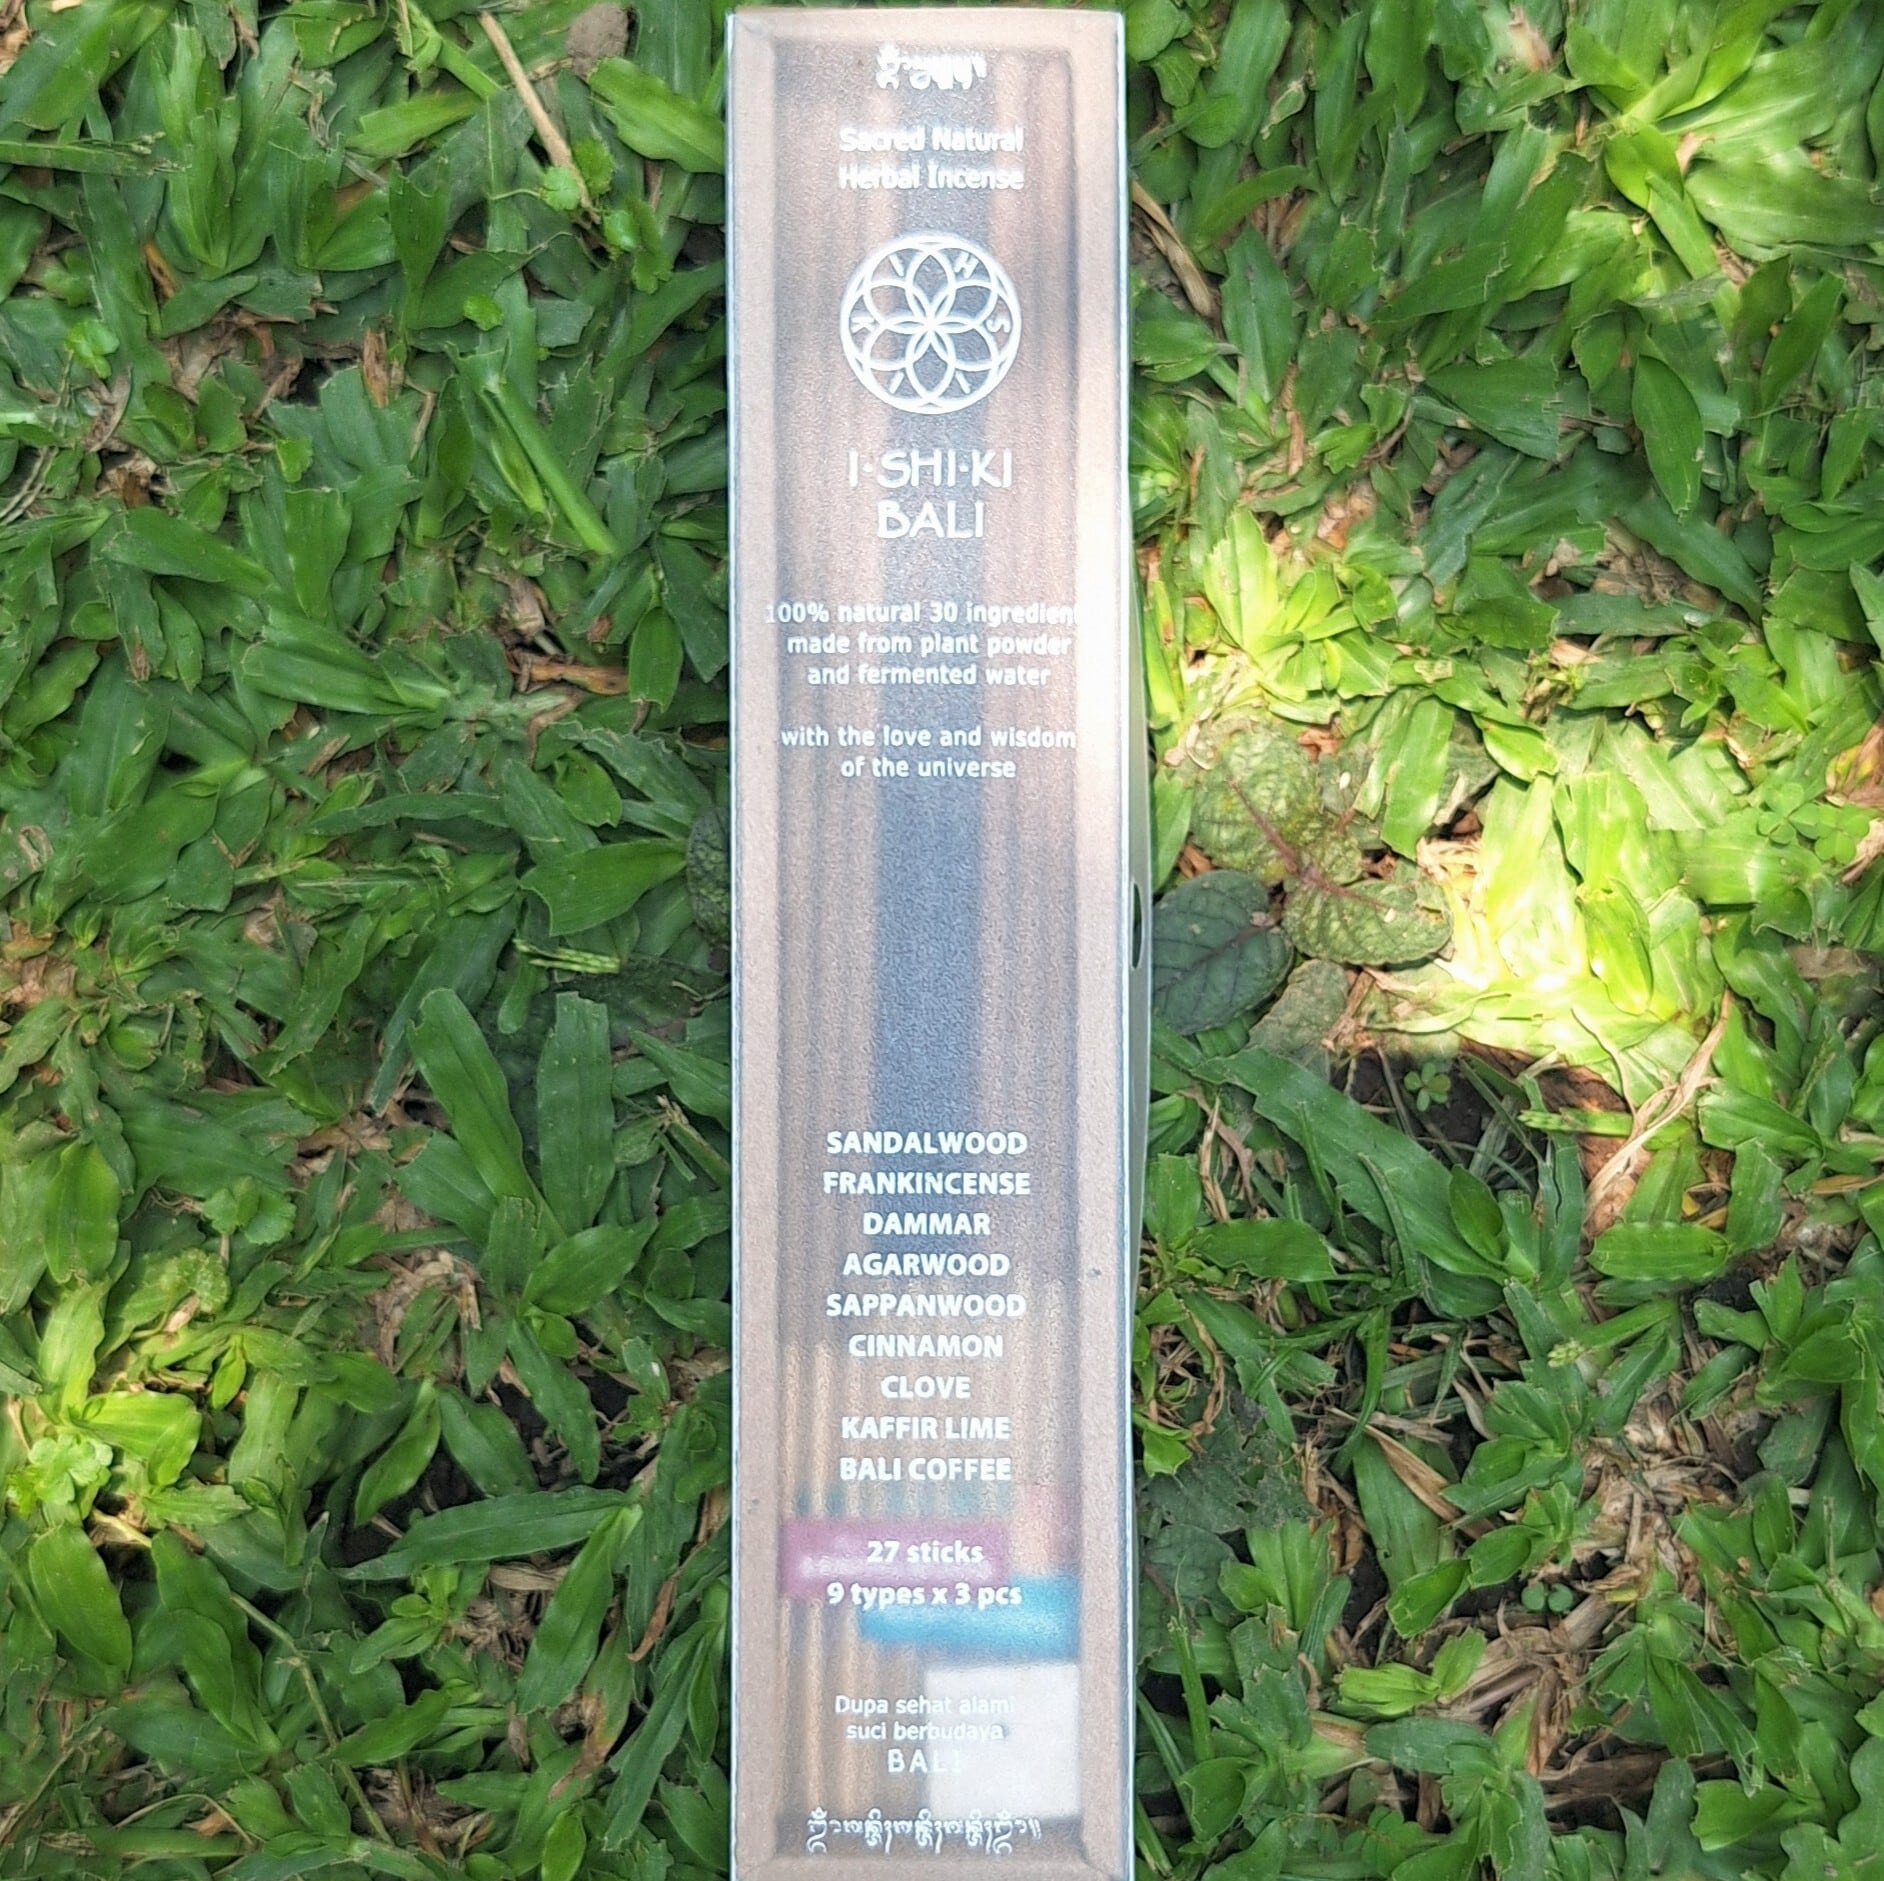 Sacred Natural
Herbal Incense
I SHI KI
I·SHI·KI
BALI
100% natural 30 ingredient
made from plant powder
and fermented water
with the love and wisdom
of the universe
SANDALWOOD
FRANKINCENSE
DAMMAR
AGARWOOD
SAPPANWOOD
CINNAMON
CLOVE
KAFFIR LIME
BALI COFFEE
27 sticks
9 types x 3 pcs
Dupa sehat alami
suci berbudaya
BALI